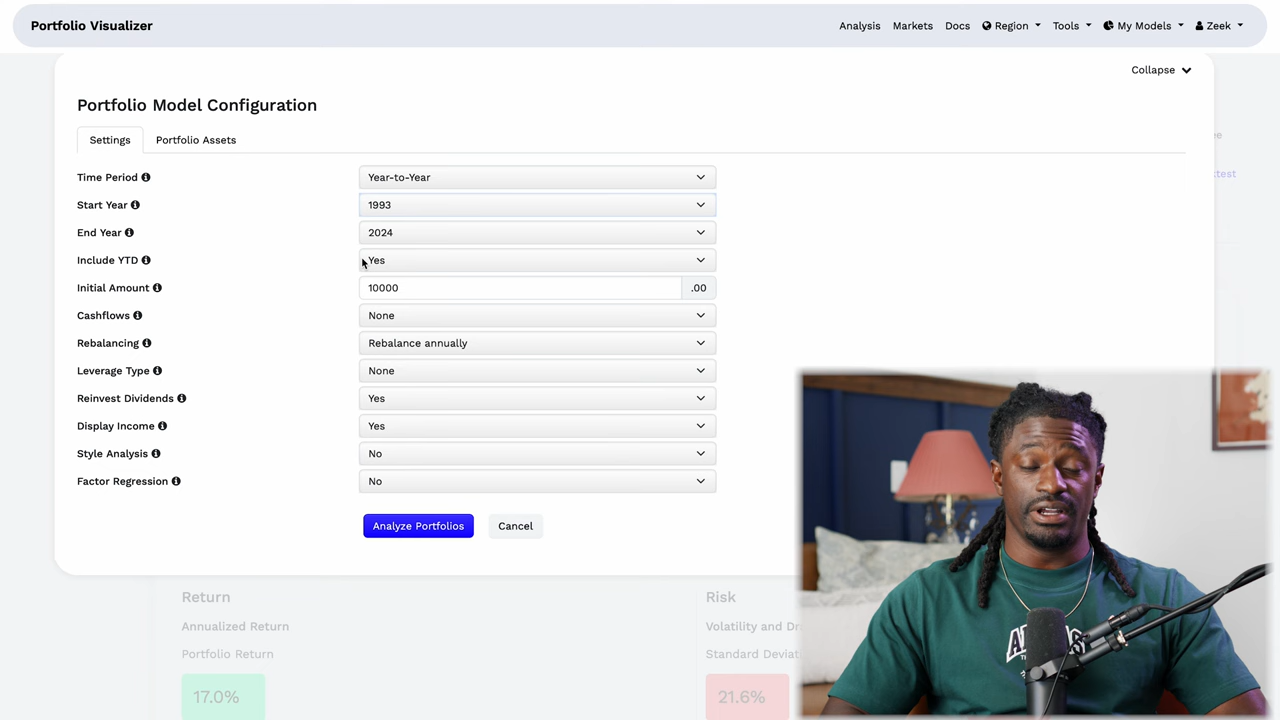 Portfolio Visualizer
Analysis Markets Docs Region Tools My Models Zeek
Collapse
Portfolio Model Configuration
Settings Portfolio Assets
Time Period Year-to-Year
Start Year 1993
End Year 2024
Include YTD Yes
Initial Amount 10000 .00
Cashflows None
Rebalancing Rebalance annually
Leverage Type None
Reinvest Dividends Yes
Display Income Yes
Style Analysis No
Factor Regression No
Analyze Portfolios Cancel
Return Risk
Annualized Return Volatility and
Portfolio Return Standard
17.0% 21.6%